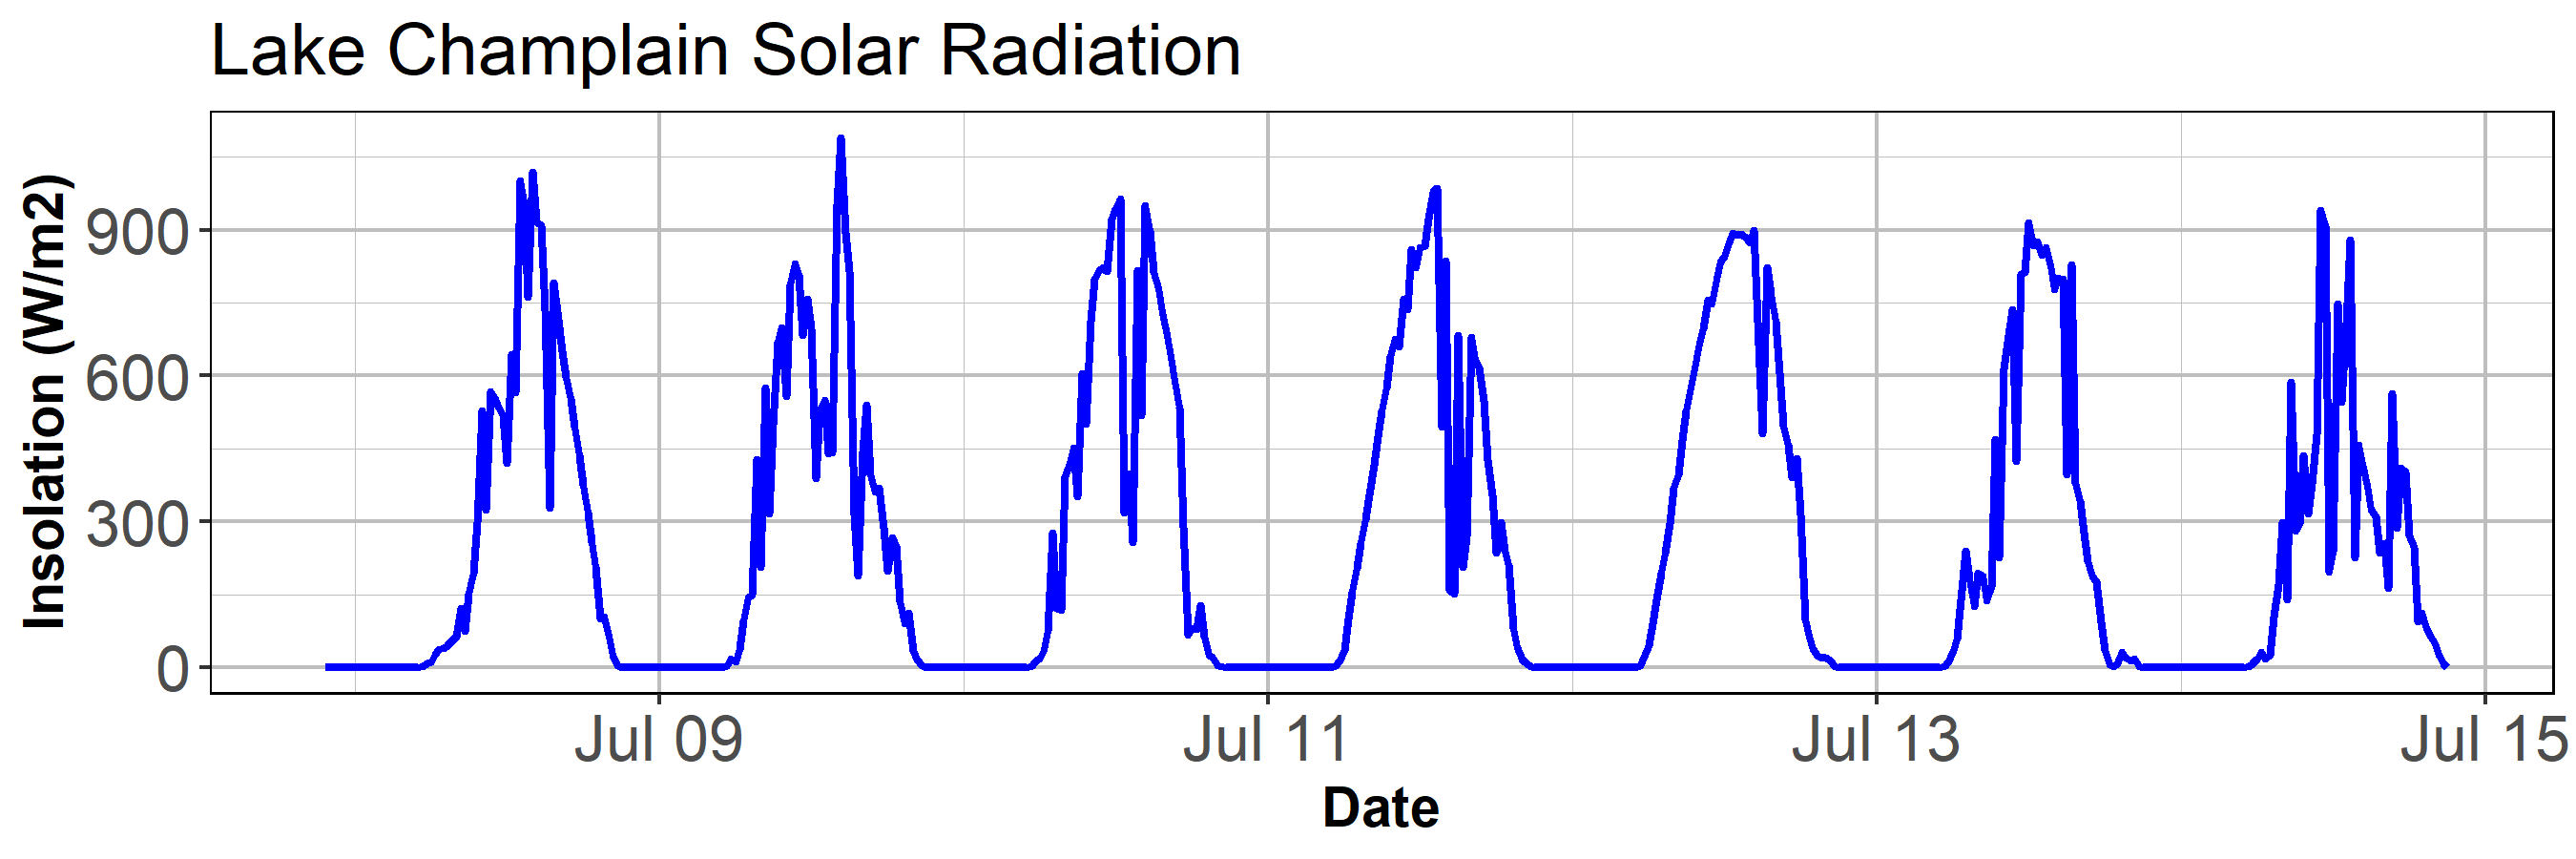 Lake Champlain Solar Radiation
Insolation (W/m2)
900
600
300
0
Jul 09
Jul 11
Jul 13
Jul 15
Date